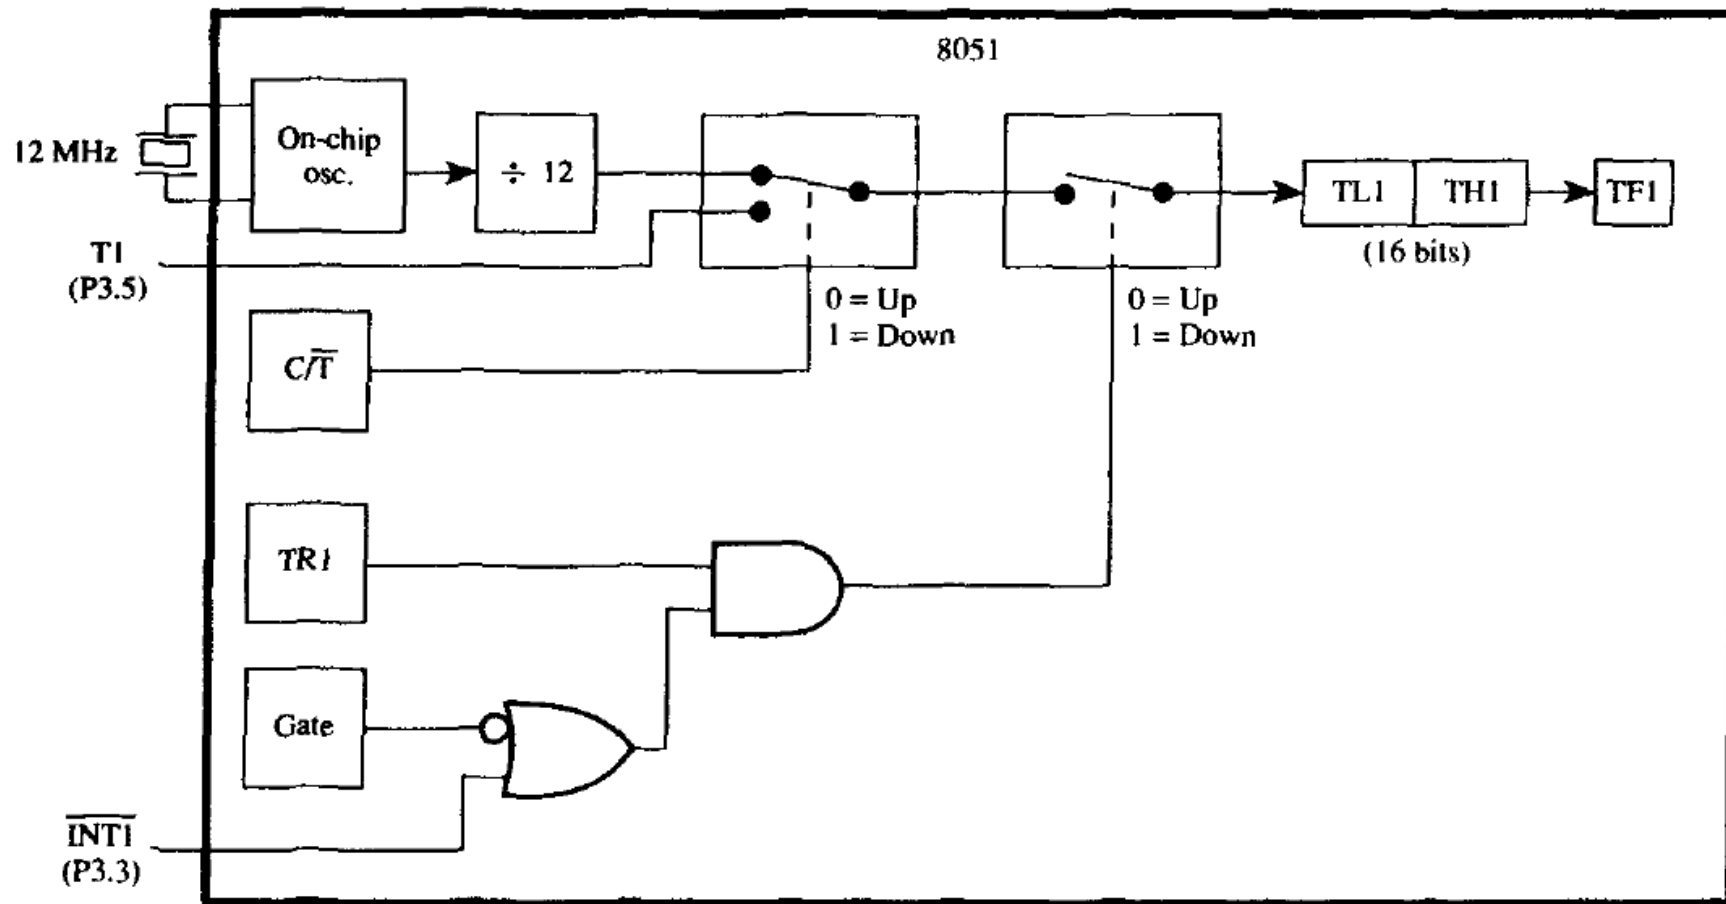 8051
12 MHz
On-chip
osc.
÷ 12
TL1
TH1
TF1
(16 bits)
T1
(P3.5)
0 = Up
1 = Down
0 = Up
1 = Down
C/T̅
TR1
Gate
I̅N̅T̅1̅
(P3.3)